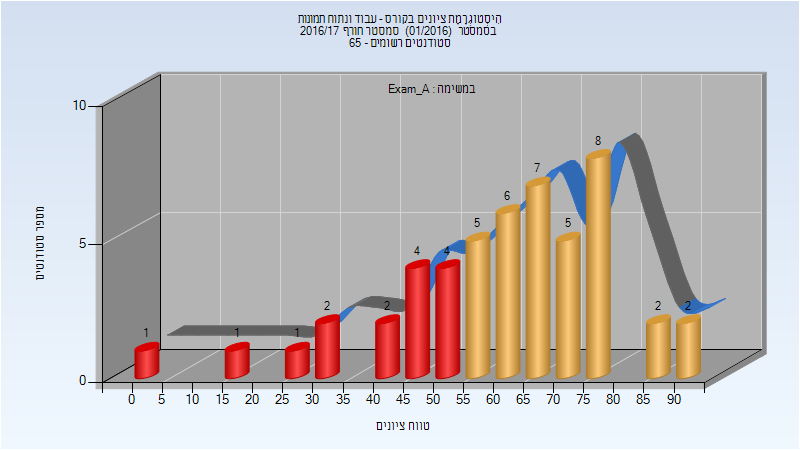 היסטוגרמת ציונים בקורס - עבוד ונתוח תמונות
בסמסטר (01/2016) סמסטר חורף 2016/17
סטודנטים רשומים - 65
במשימה : Exam_A
מספר סטודנטים
10
5
0
1 1 1 2 2 4 4 5 6 7 5 8 2 2
0 5 10 15 20 25 30 35 40 45 50 55 60 65 70 75 80 85 90
טווח ציונים